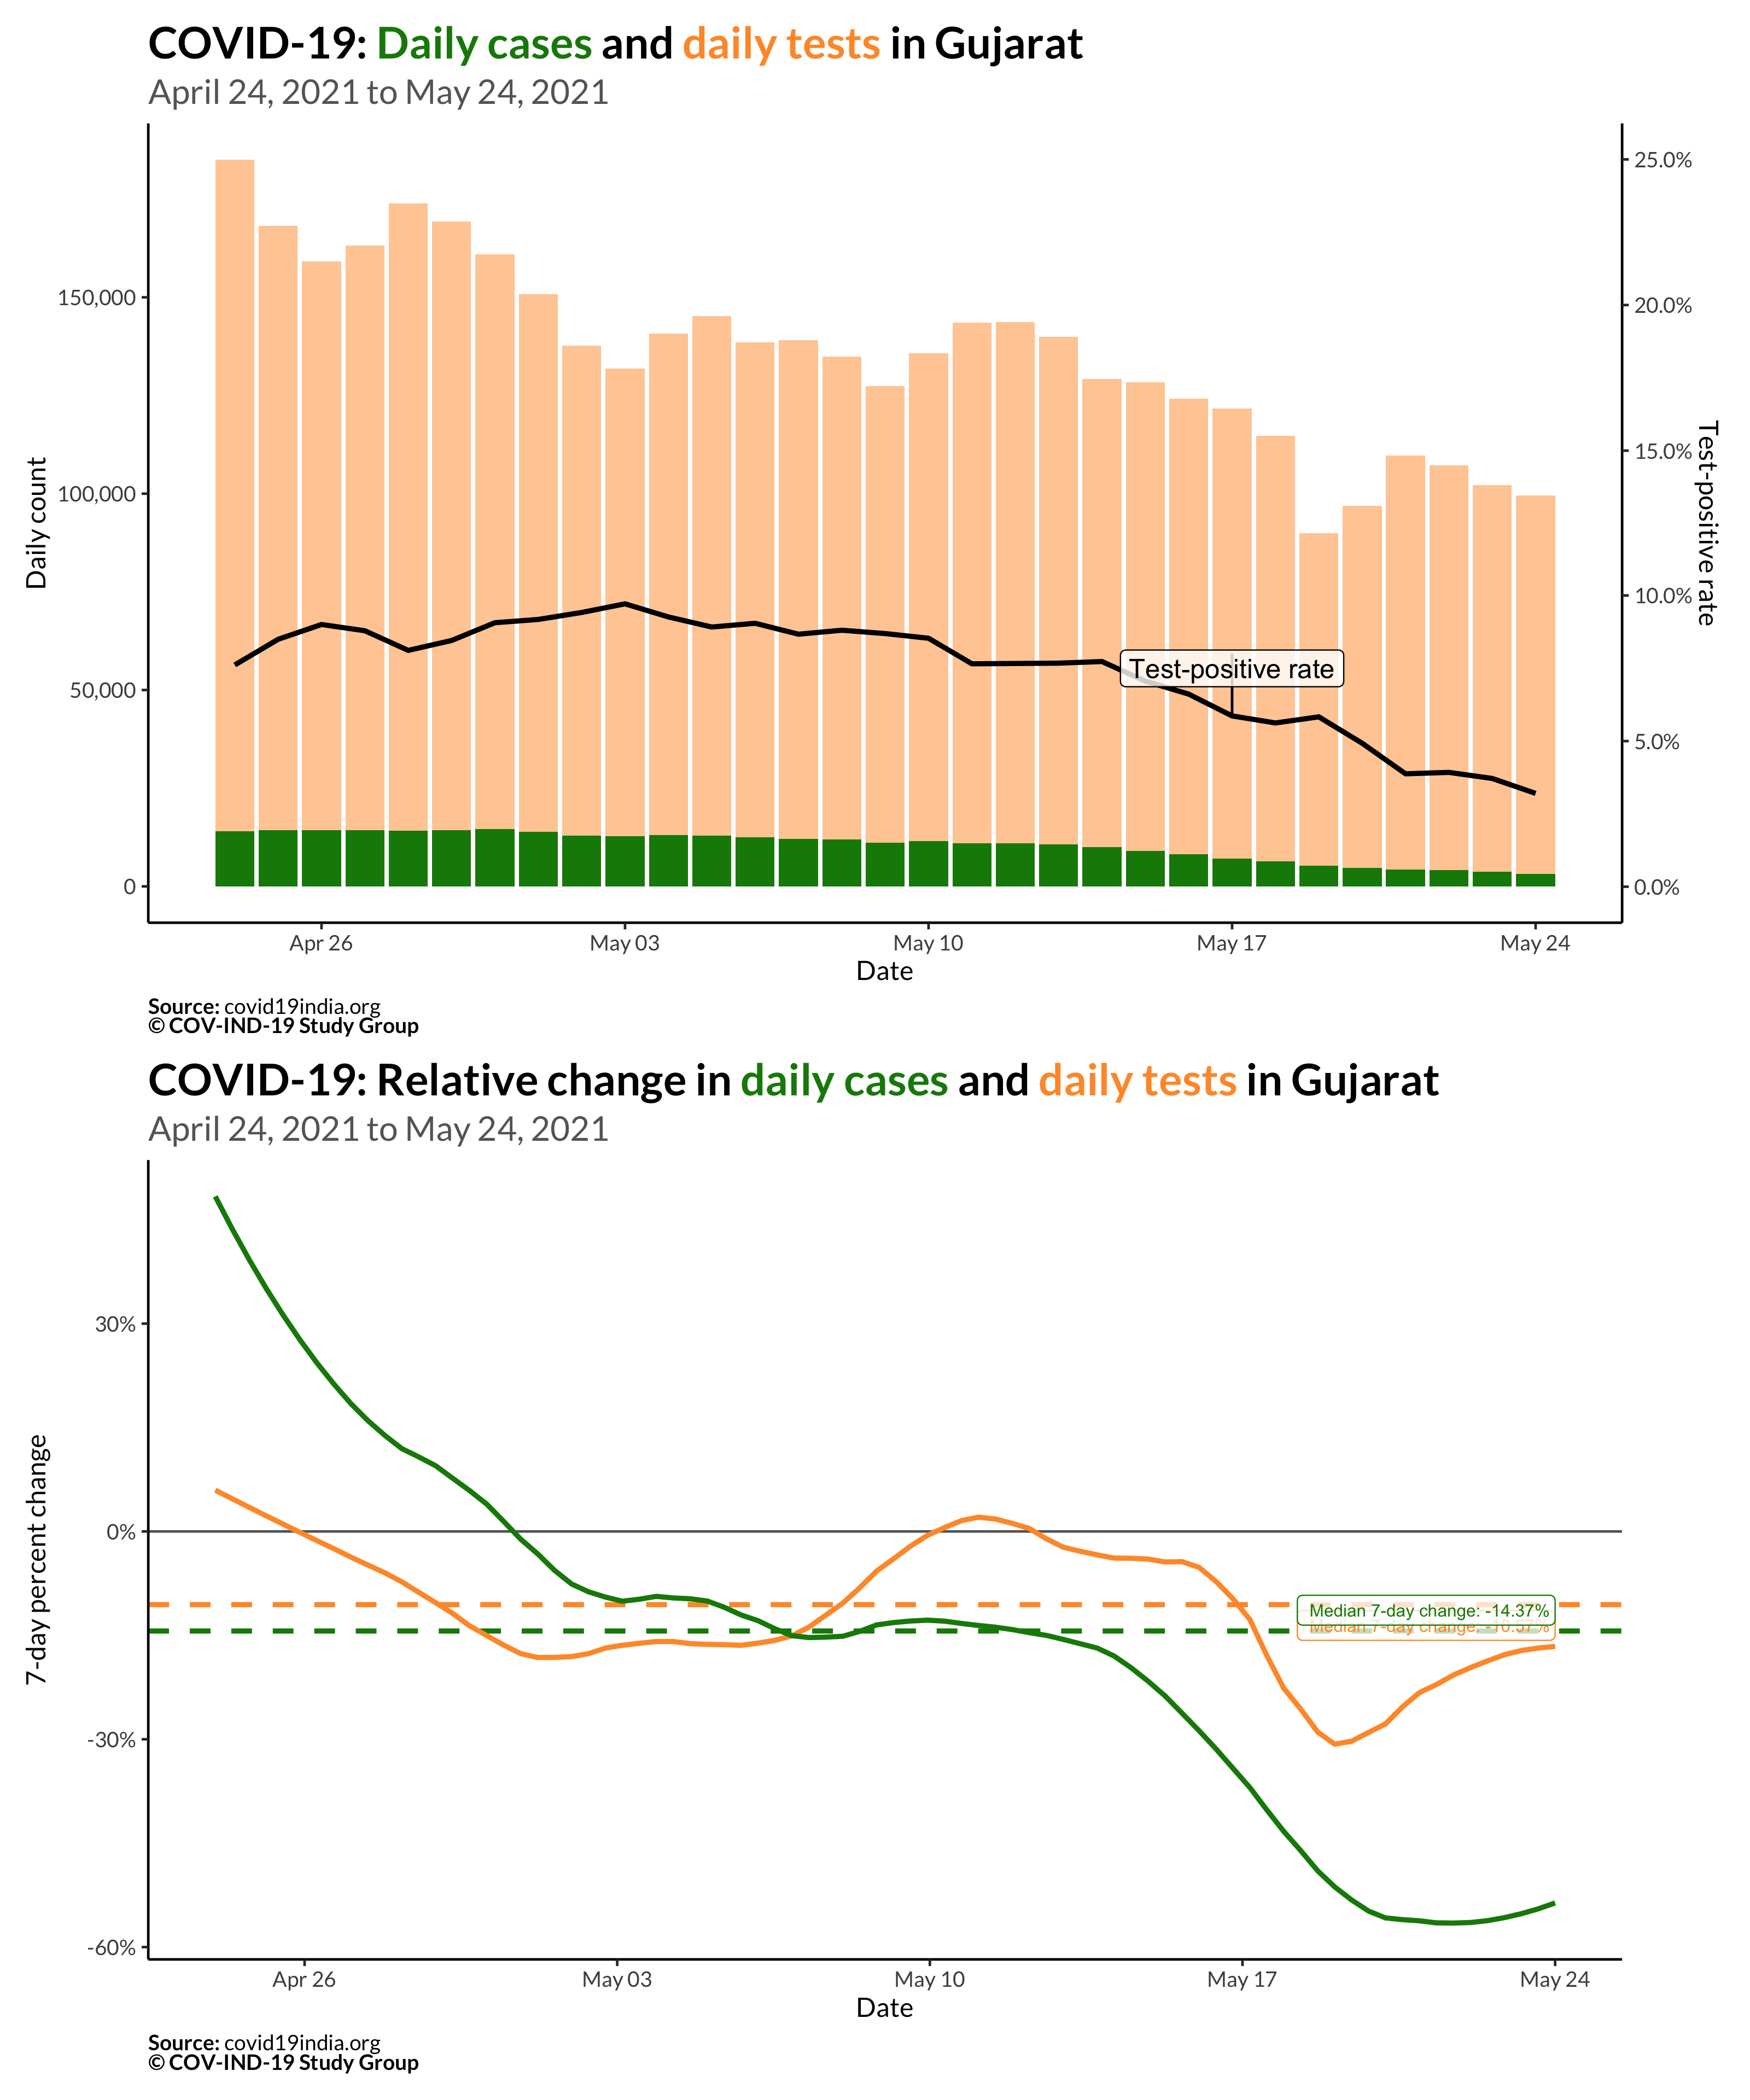 COVID-19: Daily cases and daily tests in Gujarat
April 24, 2021 to May 24, 2021
Daily count
150,000
100,000
50,000
0
25.0%
20.0%
15.0%
10.0%
5.0%
0.0%
Test-positive rate
Test-positive rate
Apr 26
May 03
May 10
May 17
May 24
Date
Source: covid19india.org
© COV-IND-19 Study Group
COVID-19: Relative change in daily cases and daily tests in Gujarat
April 24, 2021 to May 24, 2021
7-day percent change
30%
0%
-30%
-60%
Median 7-day change: -14.37%
Median 7-day change: -10.57%
Apr 26
May 03
May 10
May 17
May 24
Date
Source: covid19india.org
© COV-IND-19 Study Group